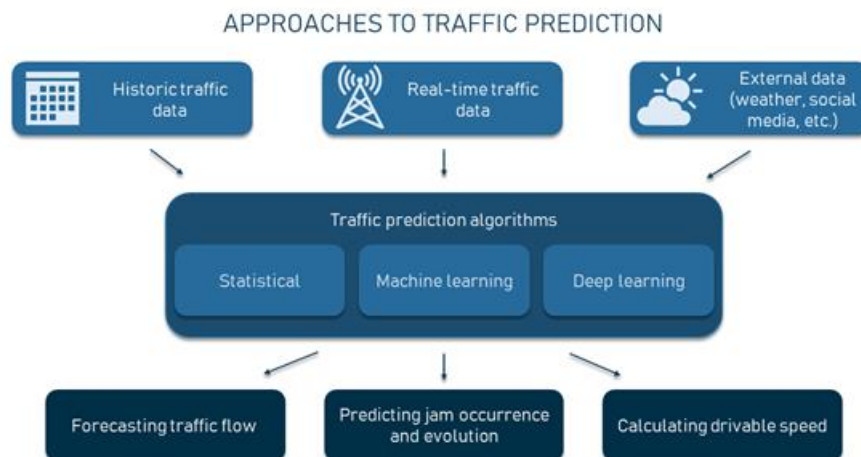 APPROACHES TO TRAFFIC PREDICTION
Historic traffic
data
Real-time traffic
data
External data
(weather, social
media, etc.)
Traffic prediction algorithms
Statistical
Machine learning
Deep learning
Forecasting traffic flow
Predicting jam occurrence
and evolution
Calculating drivable speed